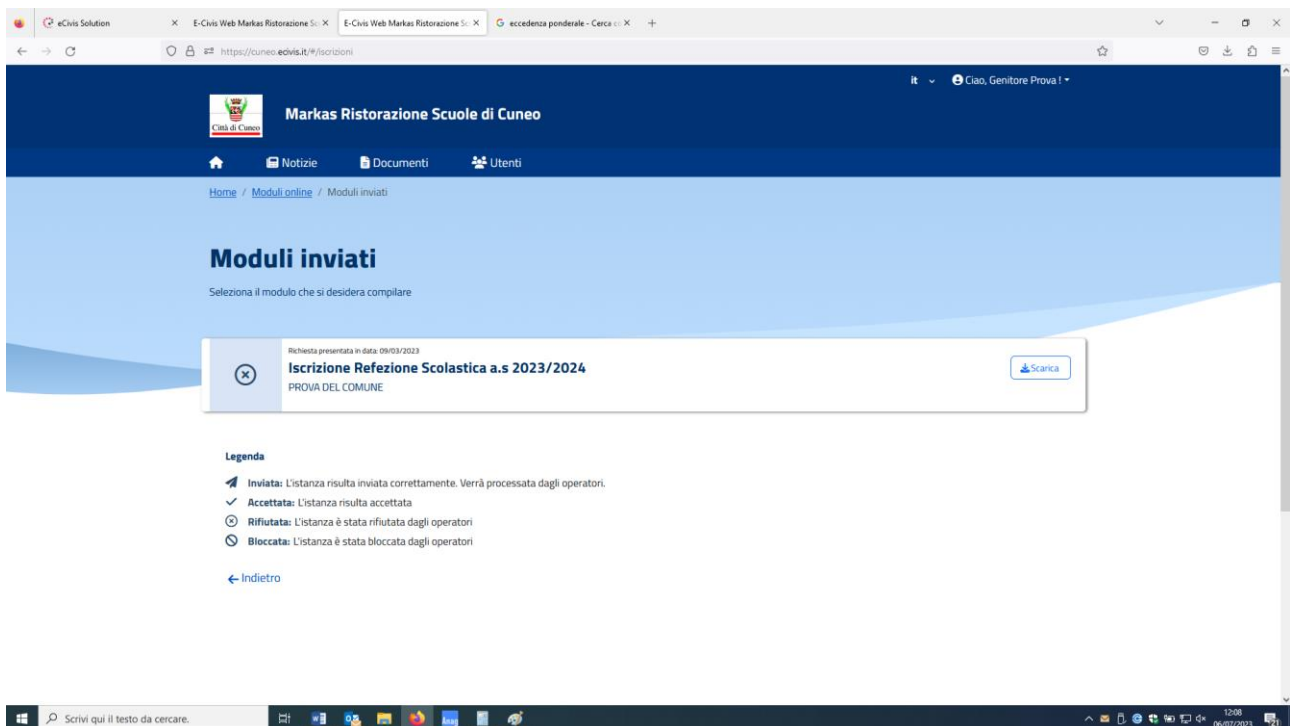 eCivis Solution
E-Civis Web Markas Ristorazione Sc
E-Civis Web Markas Ristorazione Sc
eccedenza ponderale - Cerca
https://cuneo.ecivis.it/#/iscrizioni
it
Ciao, Genitore Prova !
Città di Cuneo
Markas Ristorazione Scuole di Cuneo
Notizie Documenti Utenti
Home / Moduli online / Moduli inviati
Moduli inviati
Seleziona il modulo che si desidera compilare
Richiesta presentata in data: 09/03/2023
Iscrizione Refezione Scolastica a.s 2023/2024
PROVA DEL COMUNE
Scarica
Legenda
Inviata: L'istanza risulta inviata correttamente. Verrà processata dagli operatori.
Accettata: L'istanza risulta accettata
Rifiutata: L'istanza è stata rifiutata dagli operatori
Bloccata: L'istanza è stata bloccata dagli operatori
Indietro
Scrivi qui il testo da cercare.
Anag
12:08
06/07/2023